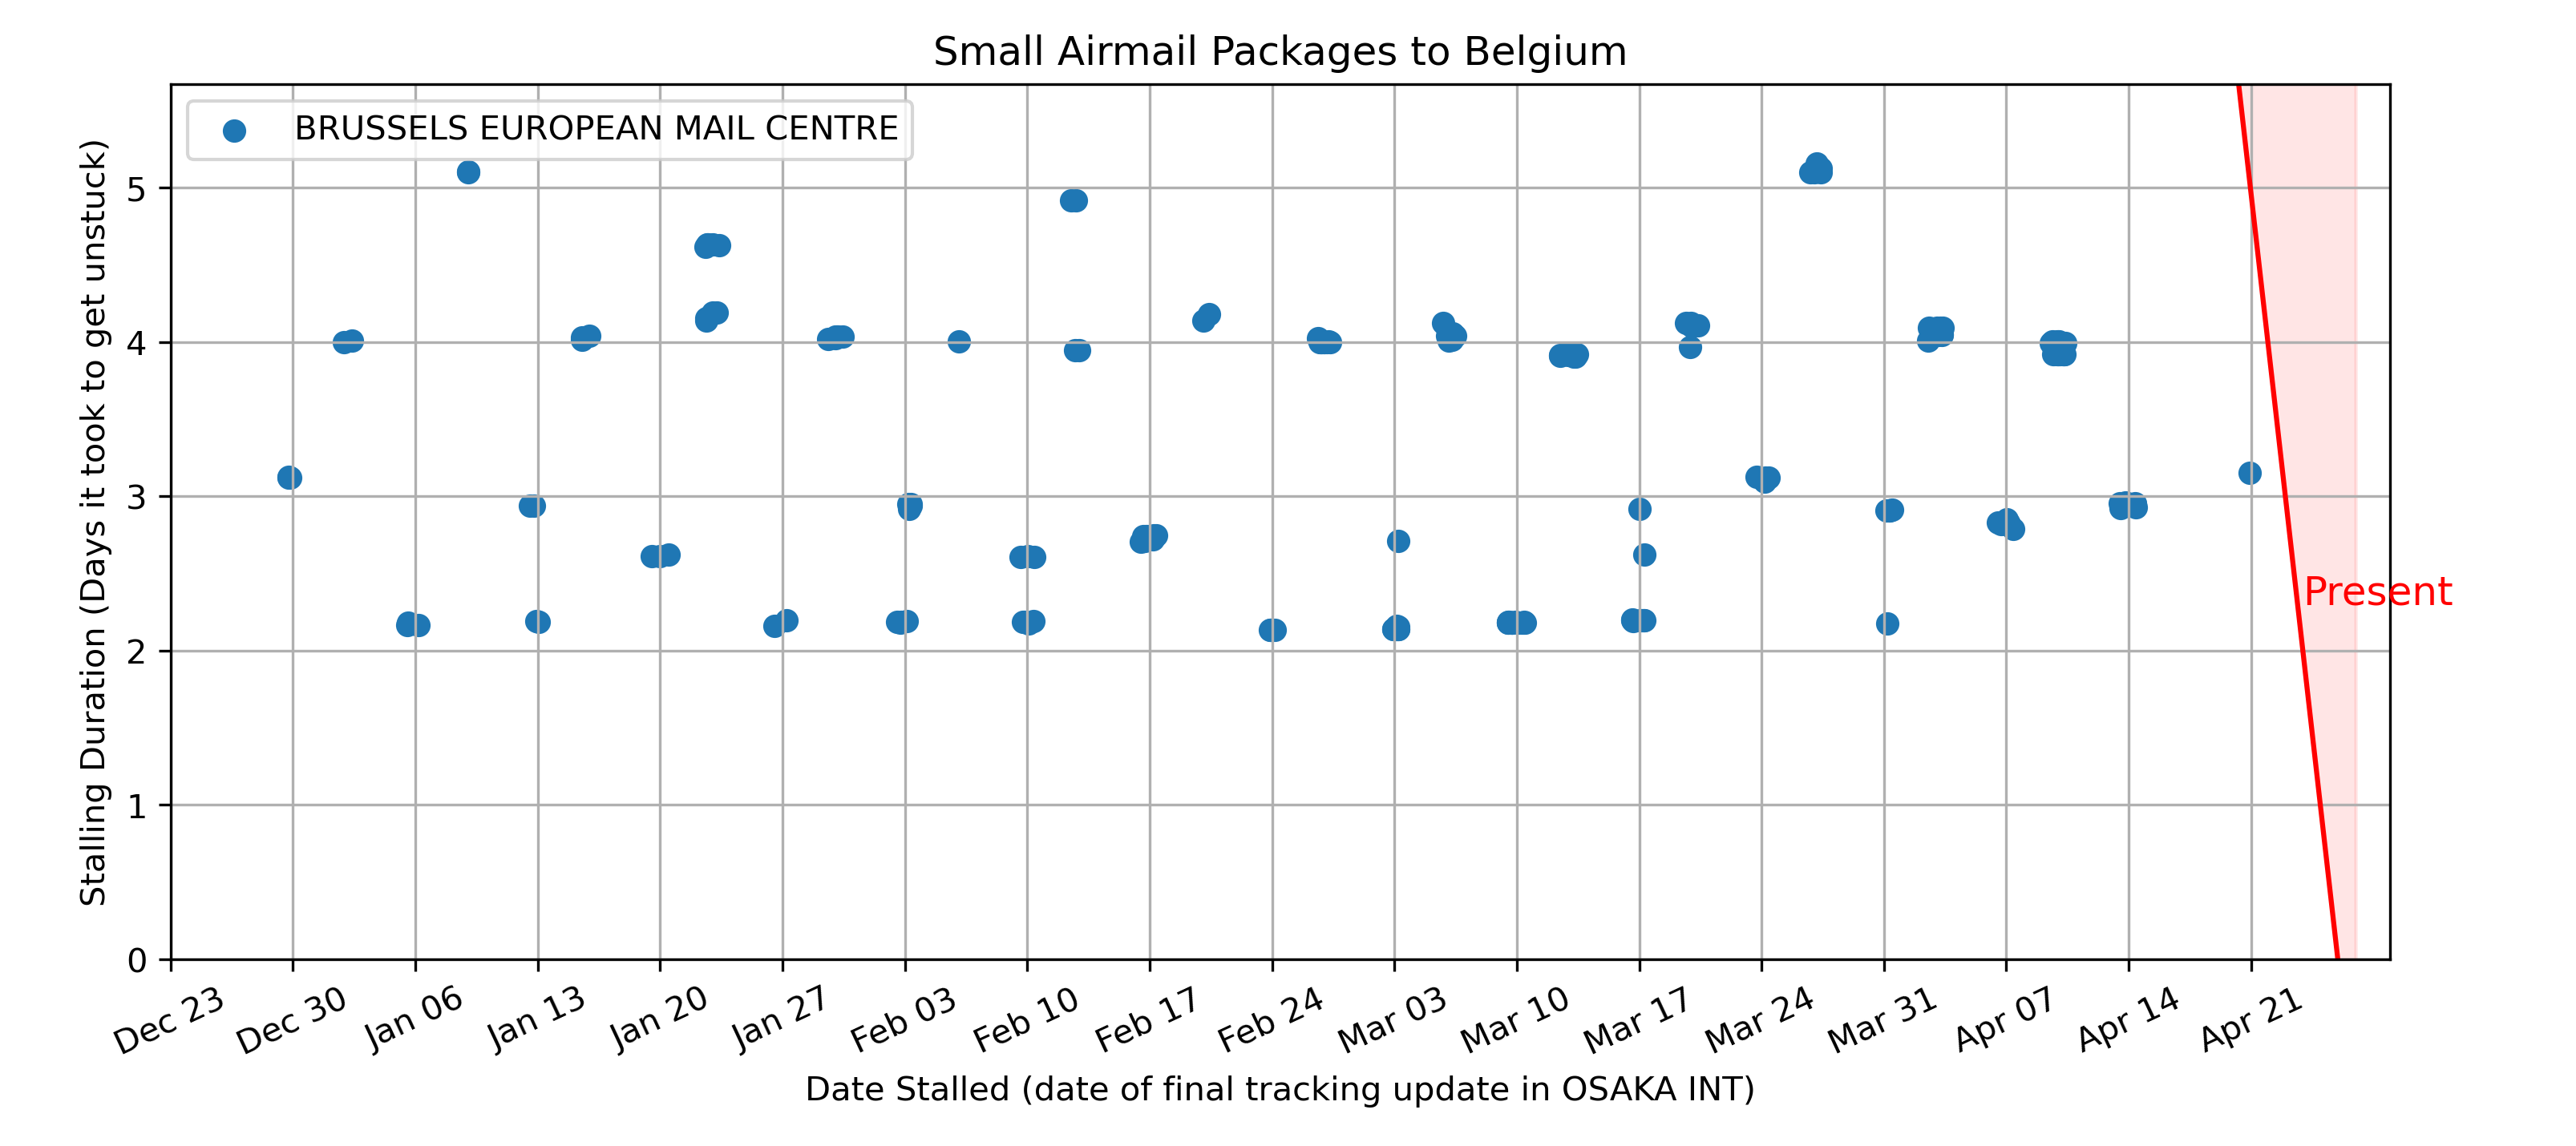 Small Airmail Packages to Belgium
BRUSSELS EUROPEAN MAIL CENTRE
Stalling Duration (Days it took to get unstuck)
5
4
3
2
1
0
Present
Dec 23
Dec 30
Jan 06
Jan 13
Jan 20
Jan 27
Feb 03
Feb 10
Feb 17
Feb 24
Mar 03
Mar 10
Mar 17
Mar 24
Mar 31
Apr 07
Apr 14
Apr 21
Date Stalled (date of final tracking update in OSAKA INT)